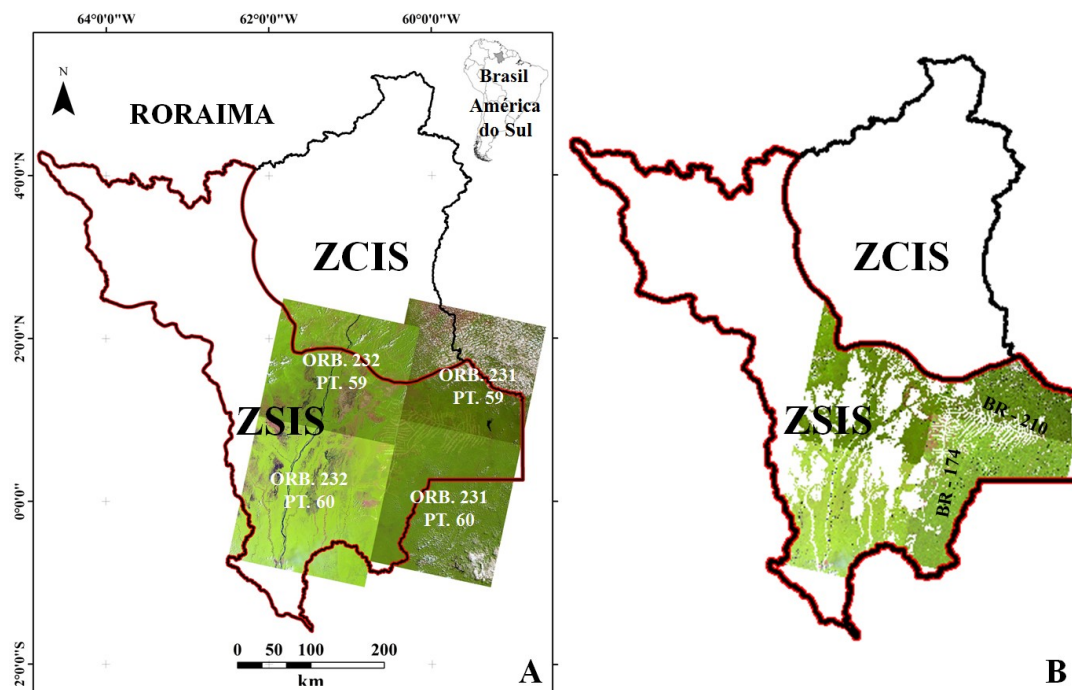 64°0'0"W
62°0'0"W
60°0'0"W
N
RORAIMA
Brasil
América
do Sul
4°0'0"N
2°0'0"N
0°0'0"
2°0'0"S
ZCIS
ZSIS
ORB. 232
PT. 59
ORB. 231
PT. 59
ORB. 232
PT. 60
ORB. 231
PT. 60
0 50 100 200
km
A
ZCIS
ZSIS
BR - 210
BR - 174
B